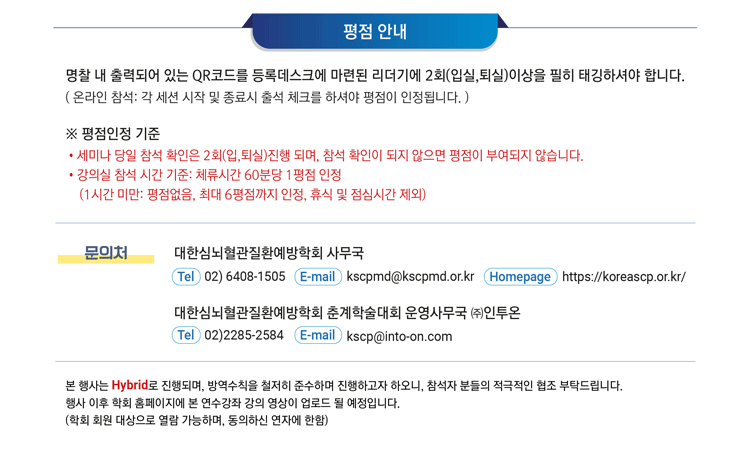 평점 안내
명찰 내 출력되어 있는 QR코드를 등록데스크에 마련된 리더기에 2회(입실,퇴실)이상을 필히 태깅하셔야 합니다.
( 온라인 참석: 각 세션 시작 및 종료시 출석 체크를 하셔야 평점이 인정됩니다. )
※ 평점인정 기준
• 세미나 당일 참석 확인은 2회(입,퇴실)진행 되며, 참석 확인이 되지 않으면 평점이 부여되지 않습니다.
• 강의실 참석 시간 기준: 체류시간 60분당 1평점 인정
(1시간 미만: 평점없음, 최대 6평점까지 인정, 휴식 및 점심시간 제외)
문의처
대한심뇌혈관질환예방학회 사무국
Tel 02) 6408-1505 E-mail kscpmd@kscpmd.or.kr Homepage https://koreascp.or.kr/
대한심뇌혈관질환예방학회 춘계학술대회 운영사무국 ㈜인투온
Tel 02)2285-2584 E-mail kscp@into-on.com
본 행사는 Hybrid로 진행되며, 방역수칙을 철저히 준수하며 진행하고자 하오니, 참석자 분들의 적극적인 협조 부탁드립니다.
행사 이후 학회 홈페이지에 본 연수강좌 강의 영상이 업로드 될 예정입니다.
(학회 회원 대상으로 열람 가능하며, 동의하신 연자에 한함)